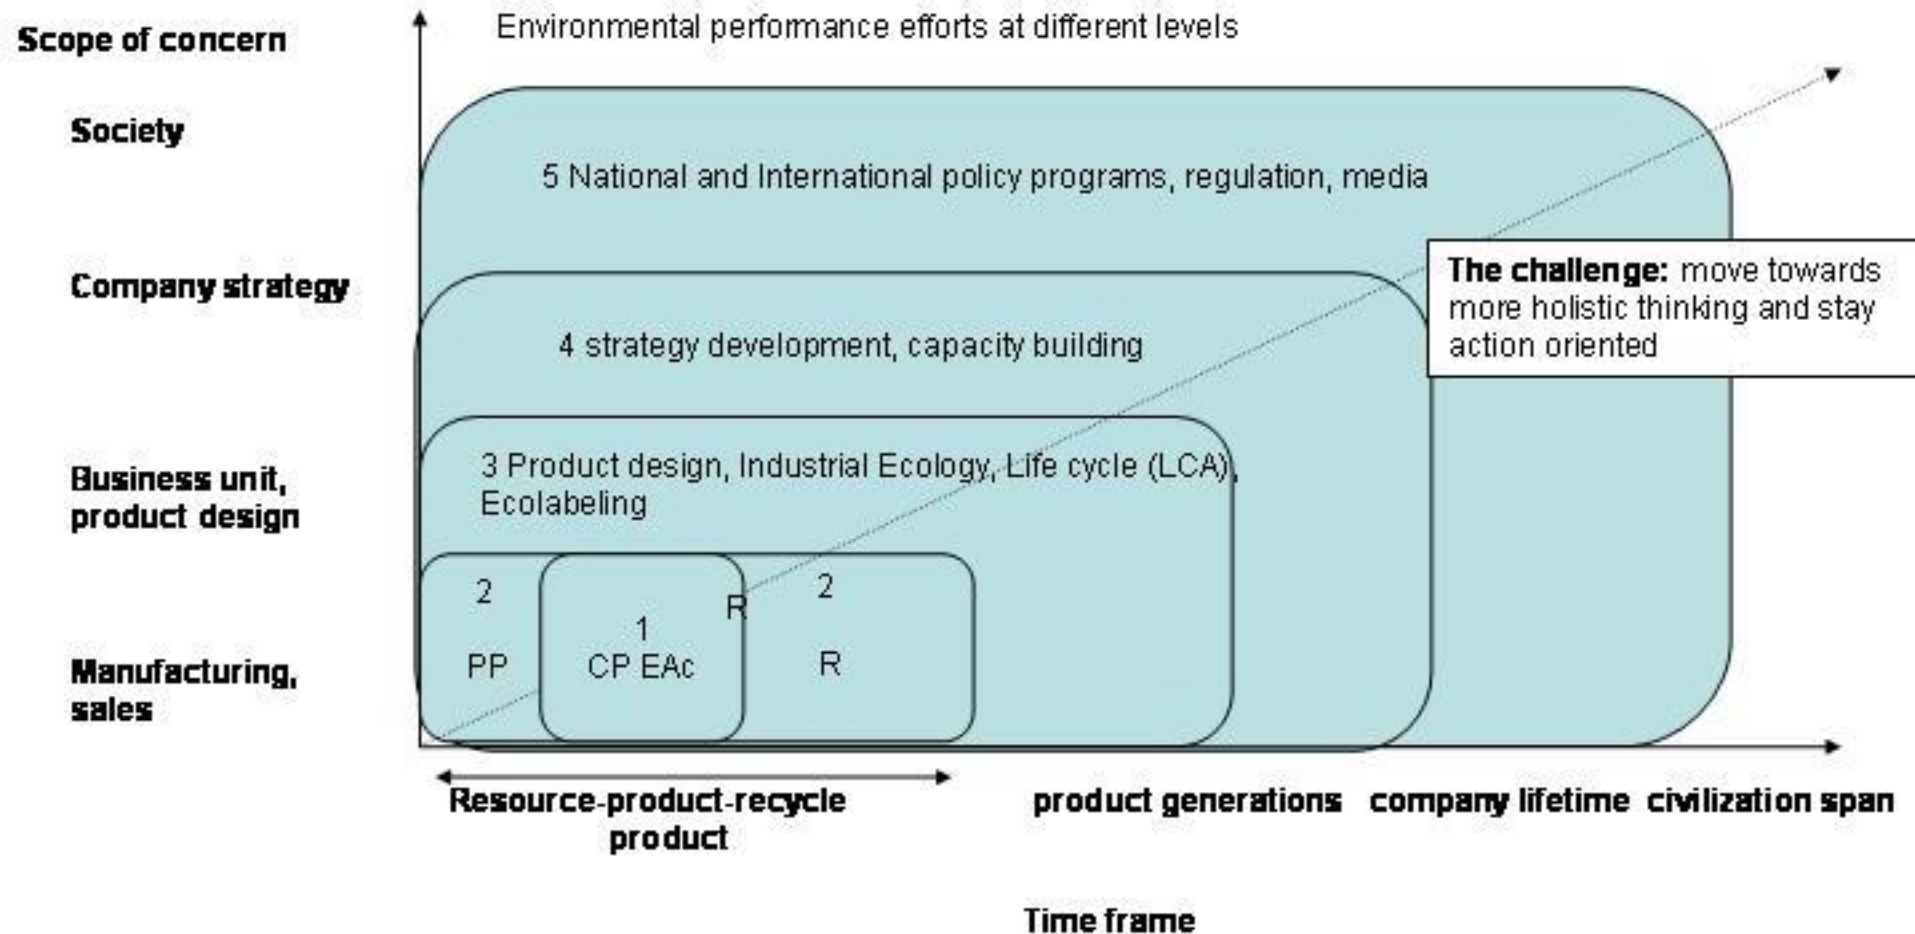 Environmental performance efforts at different levels
Scope of concern
Society
5 National and International policy programs, regulation, media
Company strategy
The challenge: move towards
more holistic thinking and stay
action oriented
4 strategy development, capacity building
Business unit,
product design
3 Product design, Industrial Ecology, Life cycle (LCA),
Ecolabeling
2
1
R
2
PP
CP EAc
R
Manufacturing,
sales
Resource-product-recycle
product
product generations
company lifetime
civilization span
Time frame